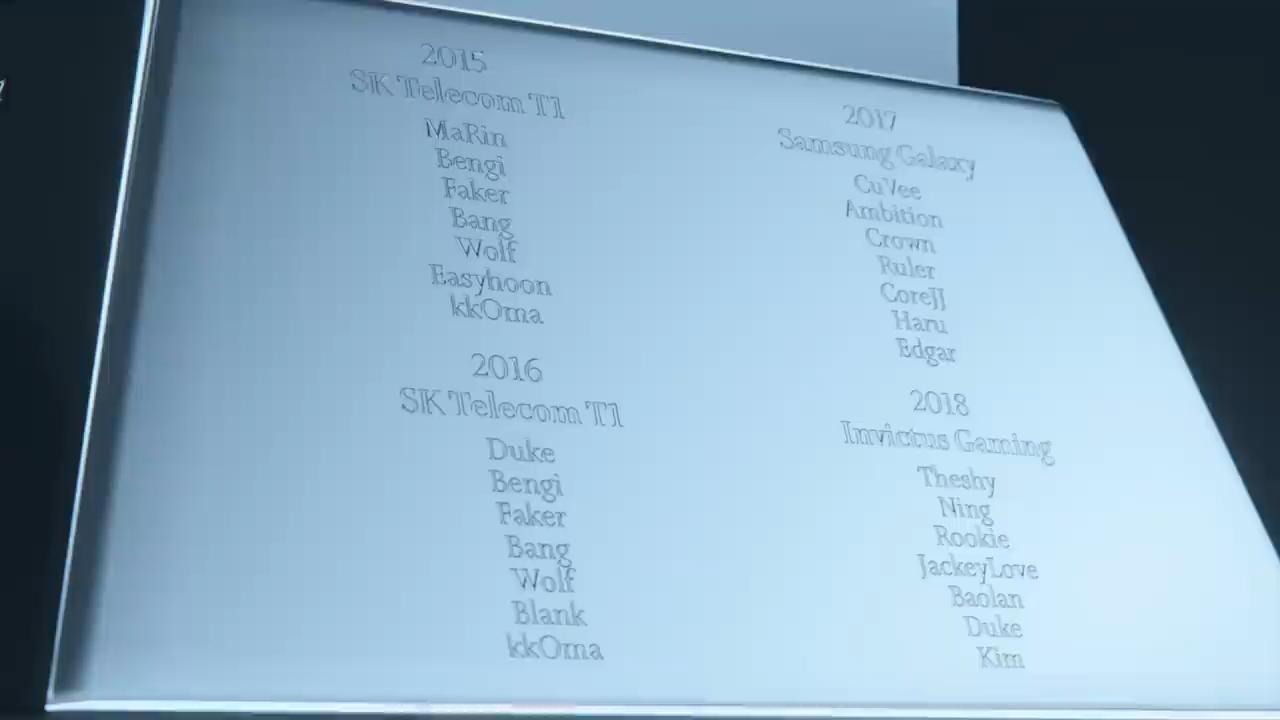 2015
SK Telecom T1
MaRin
Bengi
Faker
Bang
Wolf
Easyhoon
kkOma
2016
SK Telecom T1
Duke
Bengi
Faker
Bang
Wolf
Blank
kkOma
2017
Samsung Galaxy
CuVee
Ambition
Crown
Ruler
CoreJJ
Haru
Edgar
2018
Invictus Gaming
Theshy
Ning
Rookie
JackeyLove
Baolan
Duke
Kim